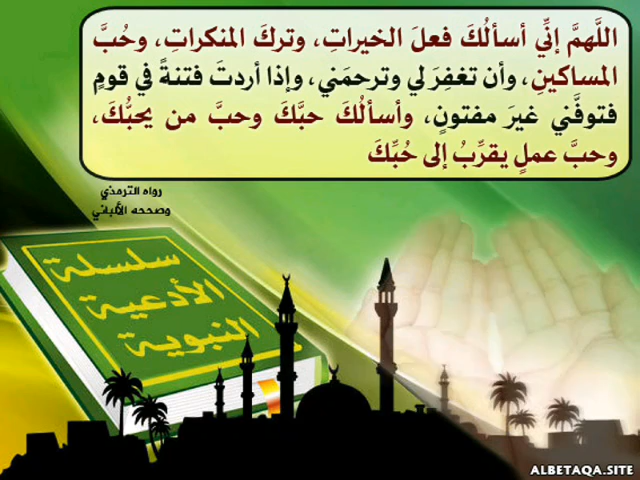 اللَّهمَّ إنِّي أسألُكَ فعلَ الخيراتِ، وتركَ المنكراتِ، وحُبَّ
المساكينِ، وأن تغفِرَ لي وترحمَني، وإذا أردتَ فتنةً في قومٍ
فتوفَّني غيرَ مفتونٍ، وأسألُكَ حبَّكَ وحبَّ من يحبُّكَ،
وحبَّ عملٍ يقرِّبُ إلى حُبِّكَ
رواه الترمذي
وصححه الألباني
سلسلة
الأدعية
النبوية
ALBETAQA.SITE